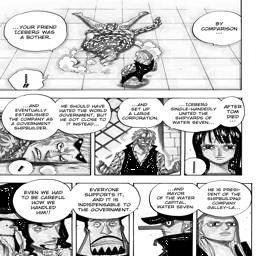 BY
COMPARISON
...
...YOUR FRIEND
ICEBERG WAS
A BOTHER.
!!
AFTER
TOM
DIED
...
...ICEBERG
SINGLE-HANDEDLY
UNITED THE
SHIPYARDS OF
WATER SEVEN...
...AND
SET UP
A LARGE
CORPORATION.
HE SHOULD HAVE
HATED THE WORLD
GOVERNMENT, BUT
HE GOT CLOSE TO
IT INSTEAD...
...AND
EVENTUALLY
ESTABLISHED
THE COMPANY AS
A GOVERNMENT
SHIPBUILDER.
HE IS PRESI-
DENT OF THE
SHIPBUILDING
COMPANY
GALLEY-LA...
...AND
MAYOR
OF THE
WATER
CAPITAL,
WATER
SEVEN.
EVERYONE
SUPPORTS IT,
AND IT IS
INDISPENSABLE TO
THE GOVERNMENT.
EVEN WE HAD
TO BE CAREFUL
HOW WE
HANDLED
HIM!!